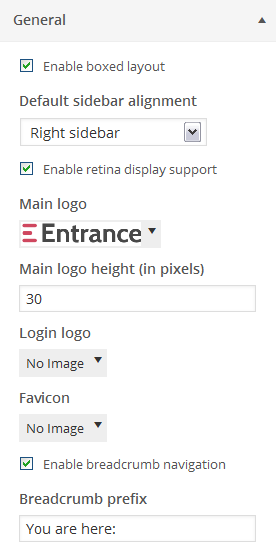 General
Enable boxed layout
Default sidebar alignment
Right sidebar
Enable retina display support
Main logo
Entrance
Main logo height (in pixels)
30
Login logo
No Image
Favicon
No Image
Enable breadcrumb navigation
Breadcrumb prefix
You are here: